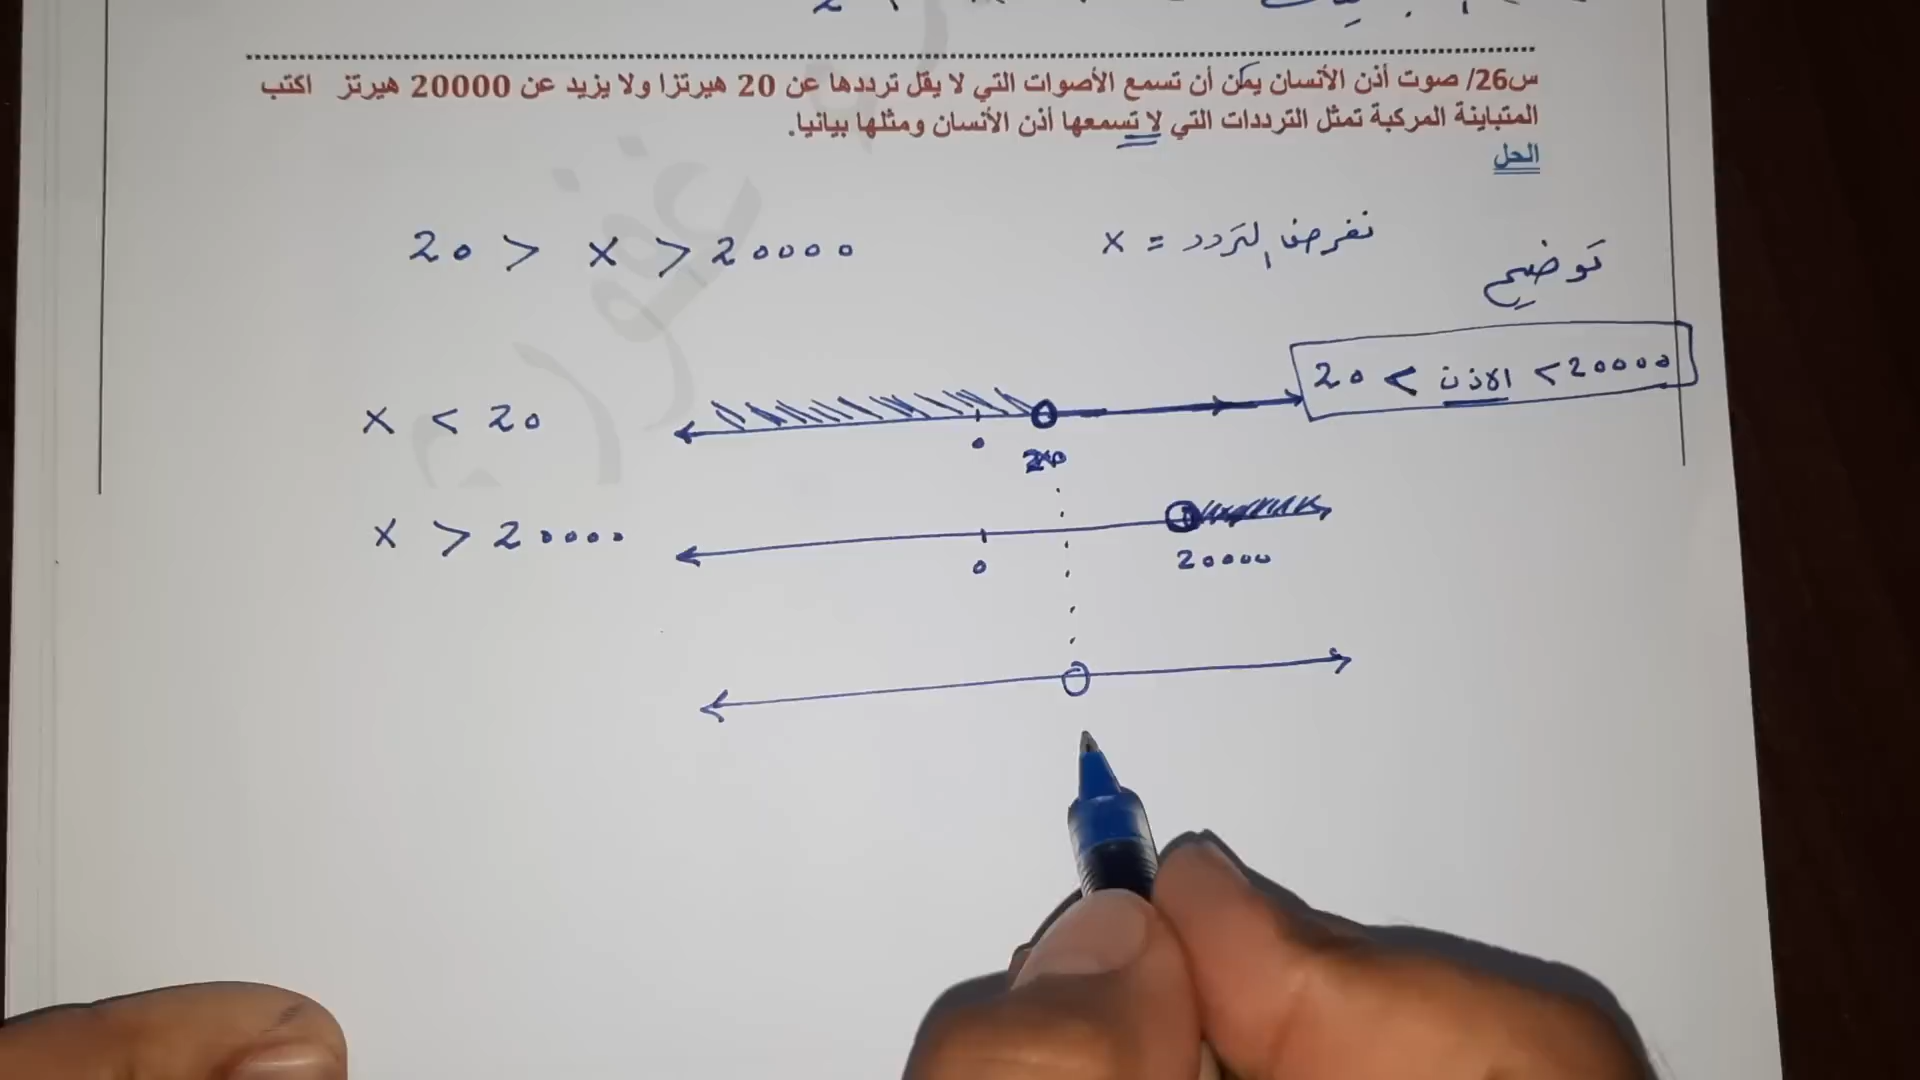 س26/ صوت أذن الأنسان يمكن أن تسمع الأصوات التي لا يقل ترددها عن 20 هيرتزا ولا يزيد عن 20000 هيرتز اكتب
المتباينة المركبة تمثل الترددات التي لا تسمعها أذن الأنسان ومثلها بيانيا.
الحل
20 > x > 20000
نفرض التردد = x
توضيح
20 < الاذن < 20000
x < 20
0
20
x > 20000
0
20000